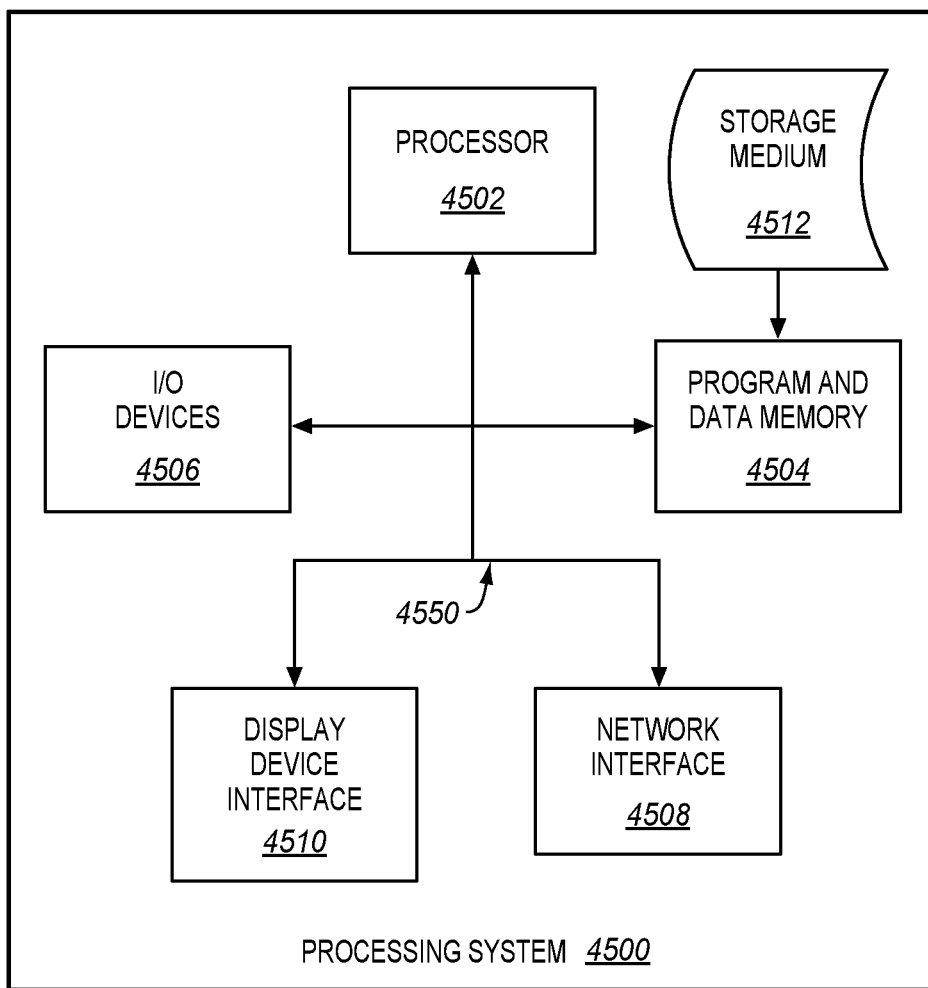 PROCESSOR
4502
STORAGE
MEDIUM
4512
I/O
DEVICES
4506
PROGRAM AND
DATA MEMORY
4504
4550
DISPLAY
DEVICE
INTERFACE
4510
NETWORK
INTERFACE
4508
PROCESSING SYSTEM 4500